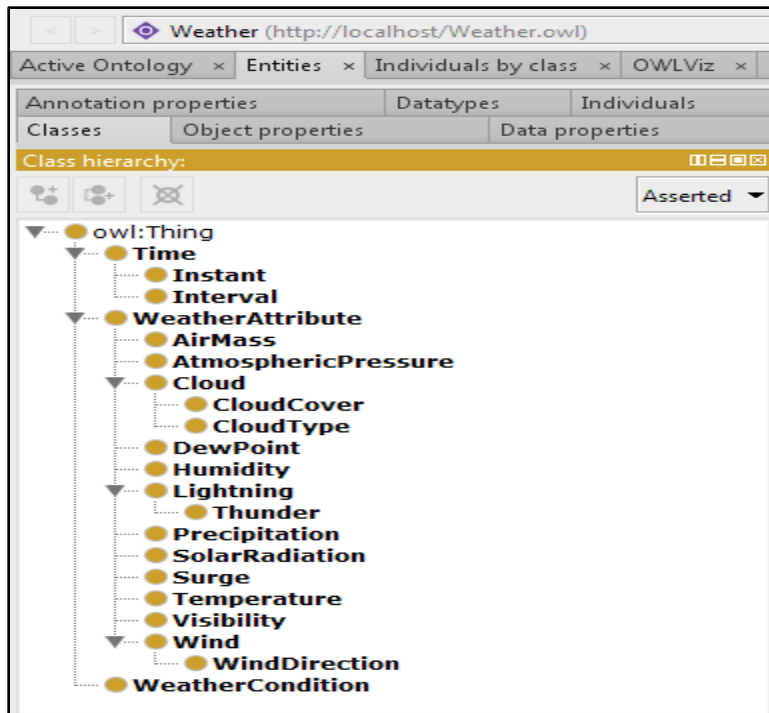 Weather (http://localhost/Weather.owl)
Active Ontology × Entities × Individuals by class × OWLViz ×
Annotation properties Datatypes Individuals
Classes Object properties Data properties
Class hierarchy:
Asserted
owl:Thing
Time
Instant
Interval
WeatherAttribute
AirMass
AtmosphericPressure
Cloud
CloudCover
CloudType
DewPoint
Humidity
Lightning
Thunder
Precipitation
SolarRadiation
Surge
Temperature
Visibility
Wind
WindDirection
WeatherCondition